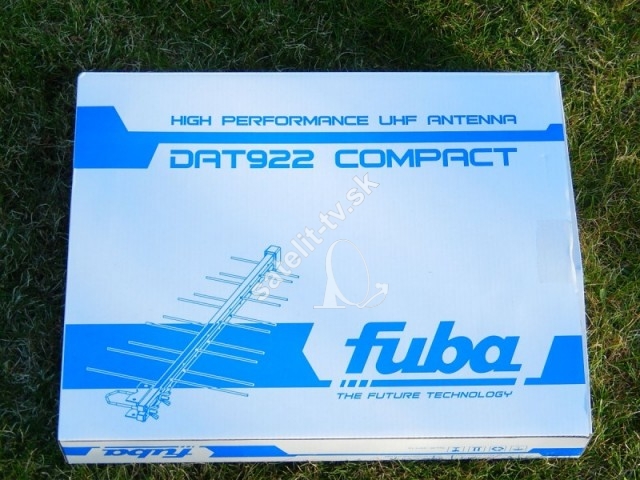 HIGH PERFORMANCE UHF ANTENNA
DAT922 COMPACT
satelit-tv.sk
fuba
THE FUTURE TECHNOLOGY
fuba